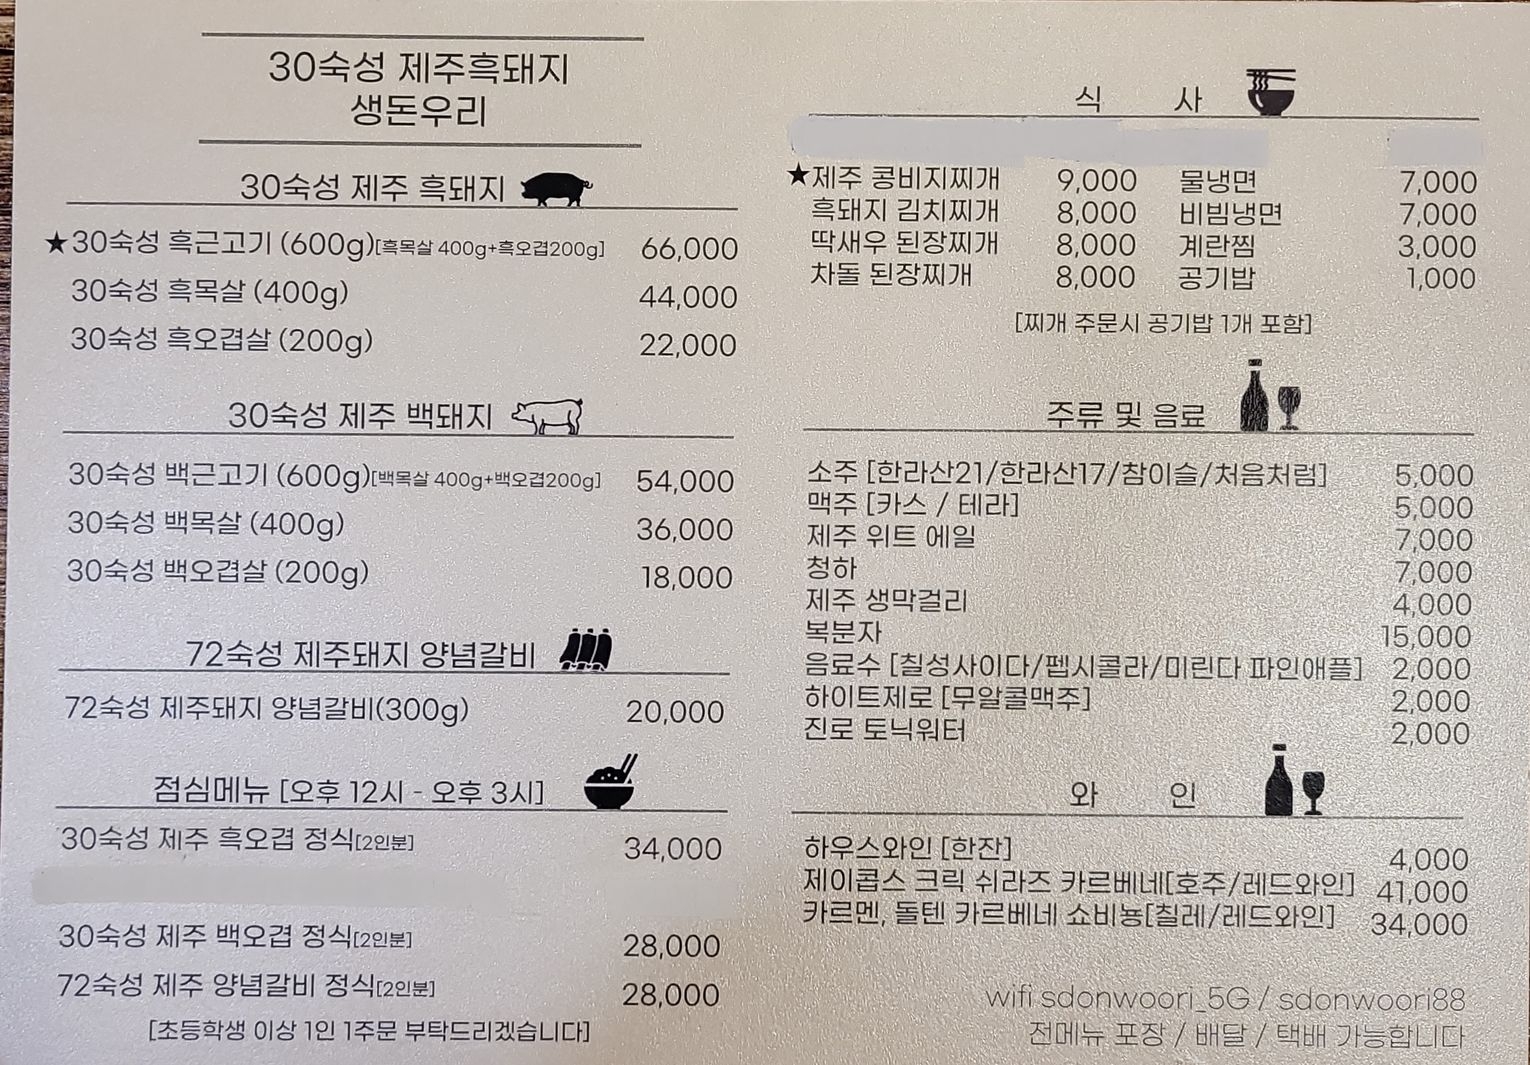 30숙성 제주흑돼지
생돈우리
30숙성 제주 흑돼지
★30숙성 흑근고기 (600g)[흑목살 400g+흑오겹200g] 66,000
30숙성 흑목살 (400g) 44,000
30숙성 흑오겹살 (200g) 22,000
30숙성 제주 백돼지
30숙성 백근고기 (600g)[백목살 400g+백오겹200g] 54,000
30숙성 백목살 (400g) 36,000
30숙성 백오겹살 (200g) 18,000
72숙성 제주돼지 양념갈비
72숙성 제주돼지 양념갈비(300g) 20,000
점심메뉴 [오후 12시 - 오후 3시]
30숙성 제주 흑오겹 정식[2인분] 34,000
30숙성 제주 백오겹 정식[2인분] 28,000
72숙성 제주 양념갈비 정식[2인분] 28,000
[초등학생 이상 1인 1주문 부탁드리겠습니다]
식 사
★제주 콩비지찌개 9,000 물냉면 7,000
흑돼지 김치찌개 8,000 비빔냉면 7,000
딱새우 된장찌개 8,000 계란찜 3,000
차돌 된장찌개 8,000 공기밥 1,000
[찌개 주문시 공기밥 1개 포함]
주류 및 음료
소주 [한라산21/한라산17/참이슬/처음처럼] 5,000
맥주 [카스 / 테라] 5,000
제주 위트 에일 7,000
청하 7,000
제주 생막걸리 4,000
복분자 15,000
음료수 [칠성사이다/펩시콜라/미린다 파인애플] 2,000
하이트제로 [무알콜맥주] 2,000
진로 토닉워터 2,000
와 인
하우스와인 [한잔] 4,000
제이콥스 크릭 쉬라즈 카르베네[호주/레드와인] 41,000
카르멘, 돌텐 카르베네 쇼비뇽[칠레/레드와인] 34,000
wifi sdonwoori_5G / sdonwoori88
전메뉴 포장 / 배달 / 택배 가능합니다